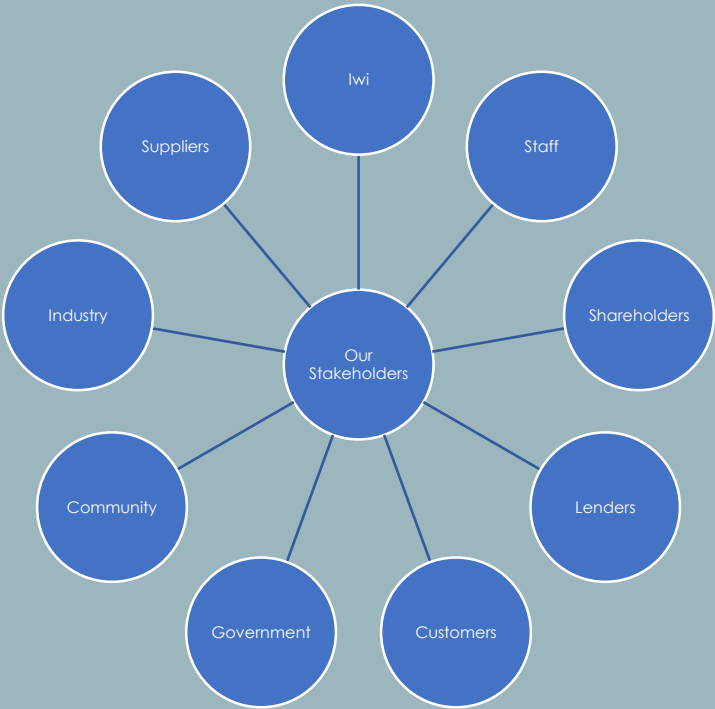 Iwi
Staff
Shareholders
Lenders
Customers
Government
Community
Industry
Suppliers
Our
Stakeholders